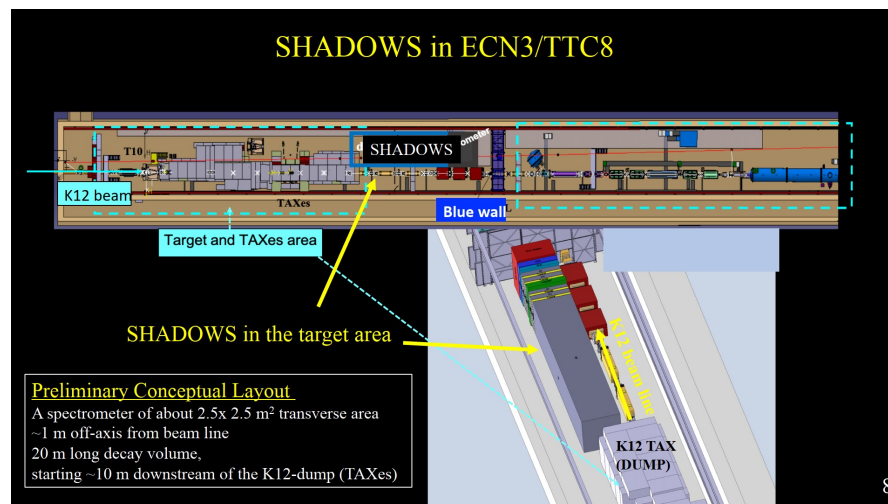 SHADOWS in ECN3/TTC8
T10
SHADOWS
K12 beam
TAXes
Blue wall
Target and TAXes area
SHADOWS in the target area
K12 beam line
Preliminary Conceptual Layout
A spectrometer of about 2.5x 2.5 m² transverse area
~1 m off-axis from beam line
20 m long decay volume,
starting ~10 m downstream of the K12-dump (TAXes)
K12 TAX
(DUMP)
8